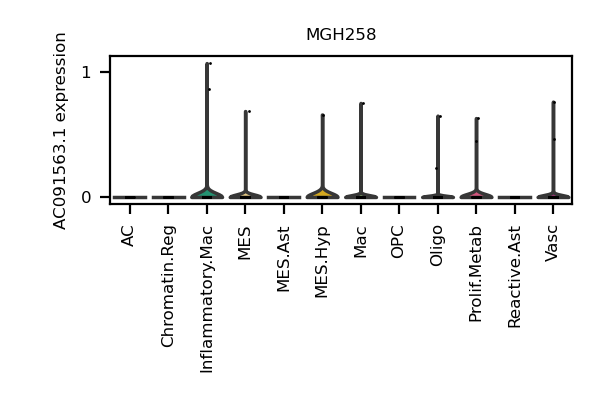 MGH258
AC091563.1 expression
1
0
AC
Chromatin.Reg
Inflammatory.Mac
MES
MES.Ast
MES.Hyp
Mac
OPC
Oligo
Prolif.Metab
Reactive.Ast
Vasc